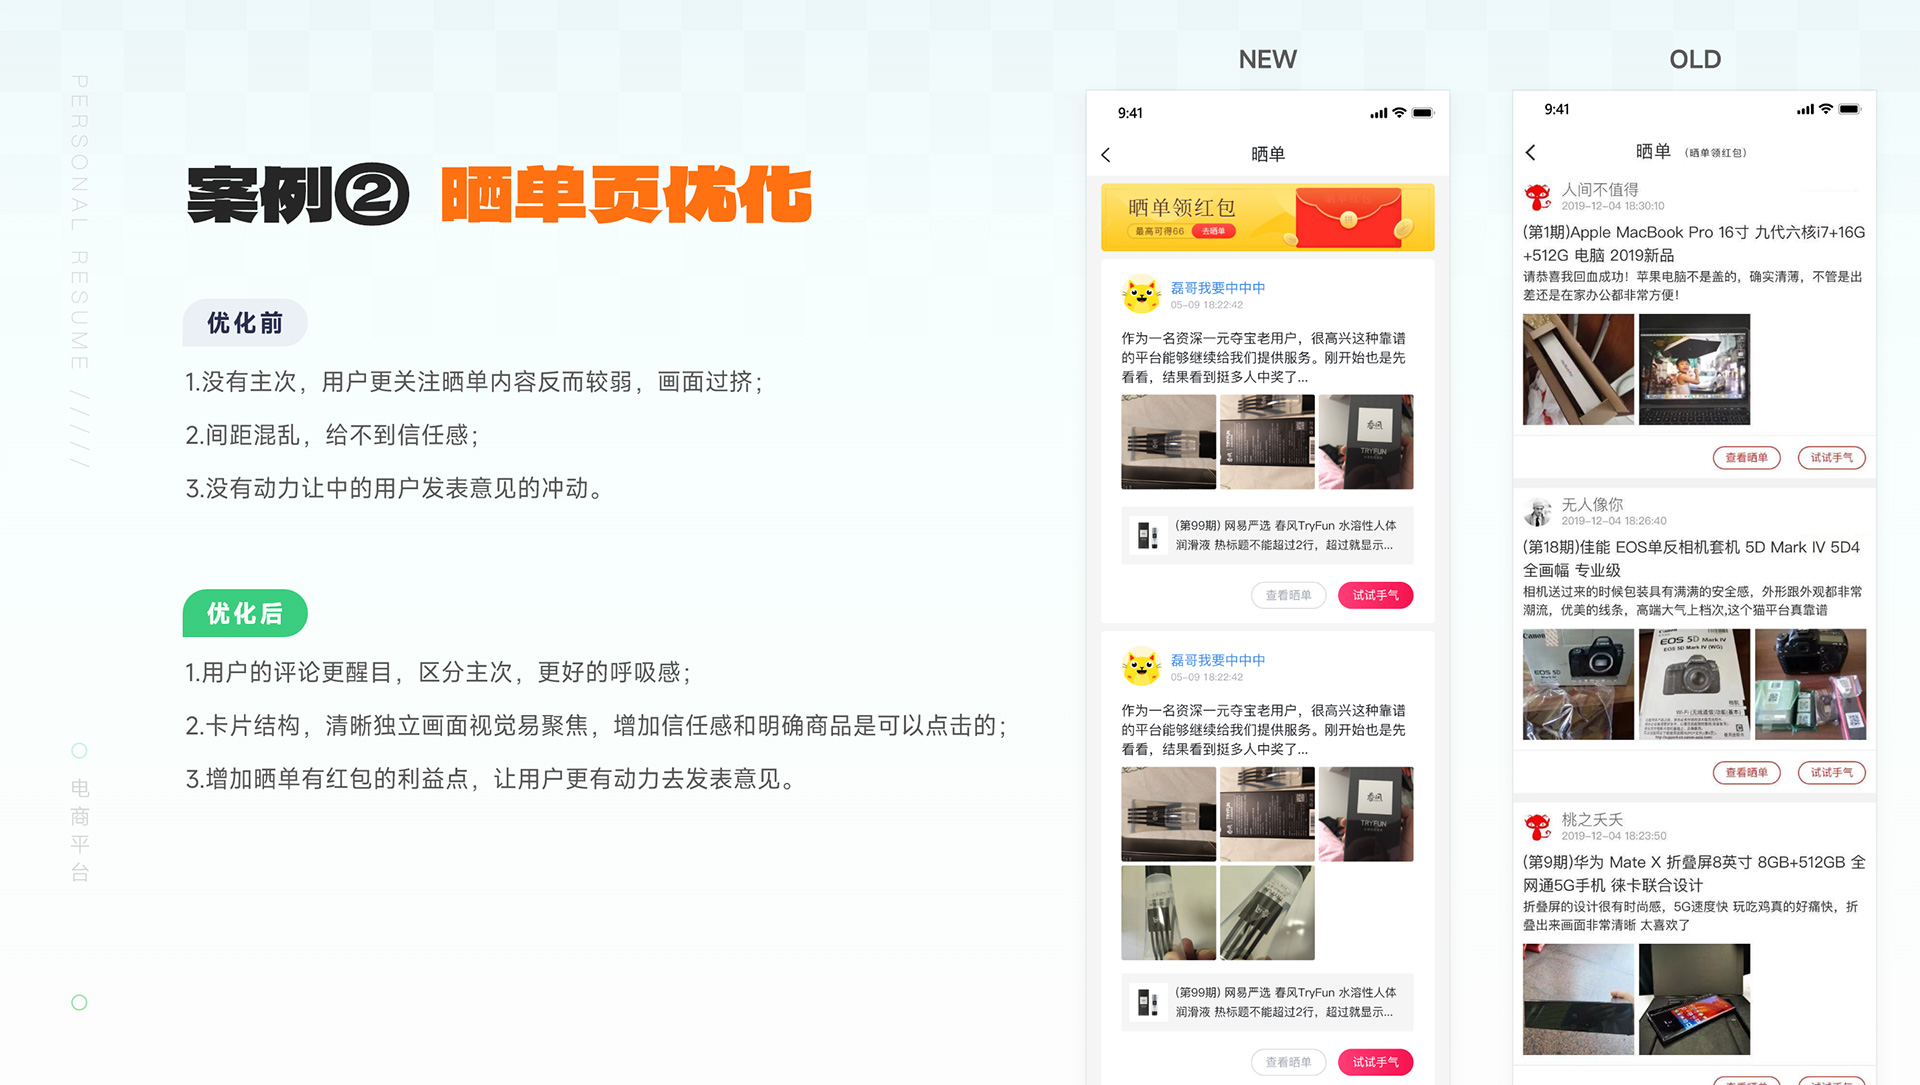 PERSONAL RESUME /////
电商平台
案例② 晒单页优化
优化前
1.没有主次，用户更关注晒单内容反而较弱，画面过挤；
2.间距混乱，给不到信任感；
3.没有动力让中的用户发表意见的冲动。
优化后
1.用户的评论更醒目，区分主次，更好的呼吸感；
2.卡片结构，清晰独立画面视觉易聚焦，增加信任感和明确商品是可以点击的；
3.增加晒单有红包的利益点，让用户更有动力去发表意见。
NEW
9:41
晒单
晒单领红包
最高可得66 去晒单
磊哥我要中中中
05-09 18:22:42
作为一名资深一元夺宝老用户，很高兴这种靠谱
的平台能够继续给我们提供服务。刚开始也是先
看看，结果看到挺多人中奖了...
春风
TRYFUN
(第99期) 网易严选 春风TryFun 水溶性人体
润滑液 热标题不能超过2行，超过就显示...
查看晒单 试试手气
磊哥我要中中中
05-09 18:22:42
作为一名资深一元夺宝老用户，很高兴这种靠谱
的平台能够继续给我们提供服务。刚开始也是先
看看，结果看到挺多人中奖了...
春风
TRYFUN
(第99期) 网易严选 春风TryFun 水溶性人体
润滑液 热标题不能超过2行，超过就显示...
查看晒单 试试手气
OLD
9:41
晒单 （晒单领红包）
人间不值得
2019-12-04 18:30:10
(第1期)Apple MacBook Pro 16寸 九代六核i7+16G
+512G 电脑 2019新品
请恭喜我回血成功！苹果电脑不是盖的，确实清薄，不管是出
差还是在家办公都非常方便！
查看晒单 试试手气
无人像你
2019-12-04 18:26:40
(第18期)佳能 EOS单反相机套机 5D Mark IV 5D4
全画幅 专业级
相机送过来的时候包装具有满满的安全感，外形跟外观都非常
潮流，优美的线条，高端大气上档次,这个猫平台真靠谱
Canon
EOS 5D
Mark IV
EOS 5D Mark IV
EOS 5D Mark IV (WG)
查看晒单 试试手气
桃之夭夭
2019-12-04 18:23:50
(第9期)华为 Mate X 折叠屏8英寸 8GB+512GB 全
网通5G手机 徕卡联合设计
折叠屏的设计很有时尚感，5G速度快 玩吃鸡真的好痛快，折
叠出来画面非常清晰 太喜欢了